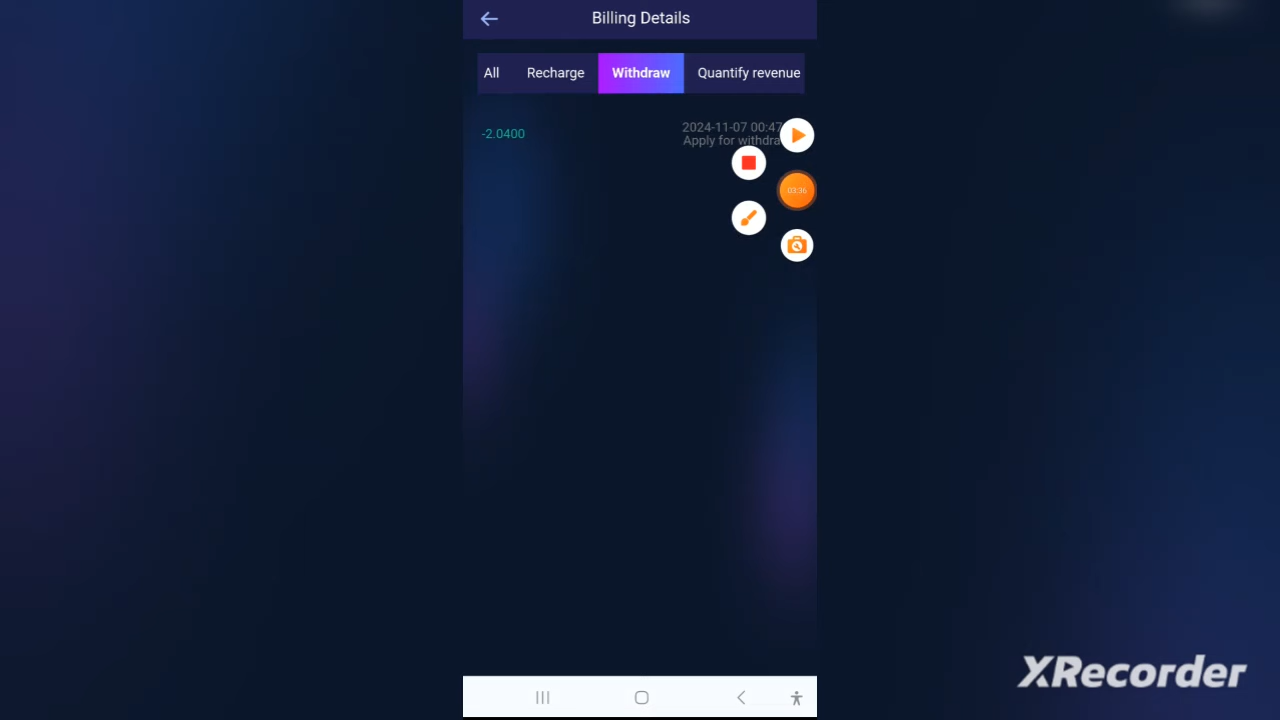 Billing Details
All Recharge Withdraw Quantify revenue
-2.0400
2024-11-07 00:47
Apply for withdra
03:36
XRecorder